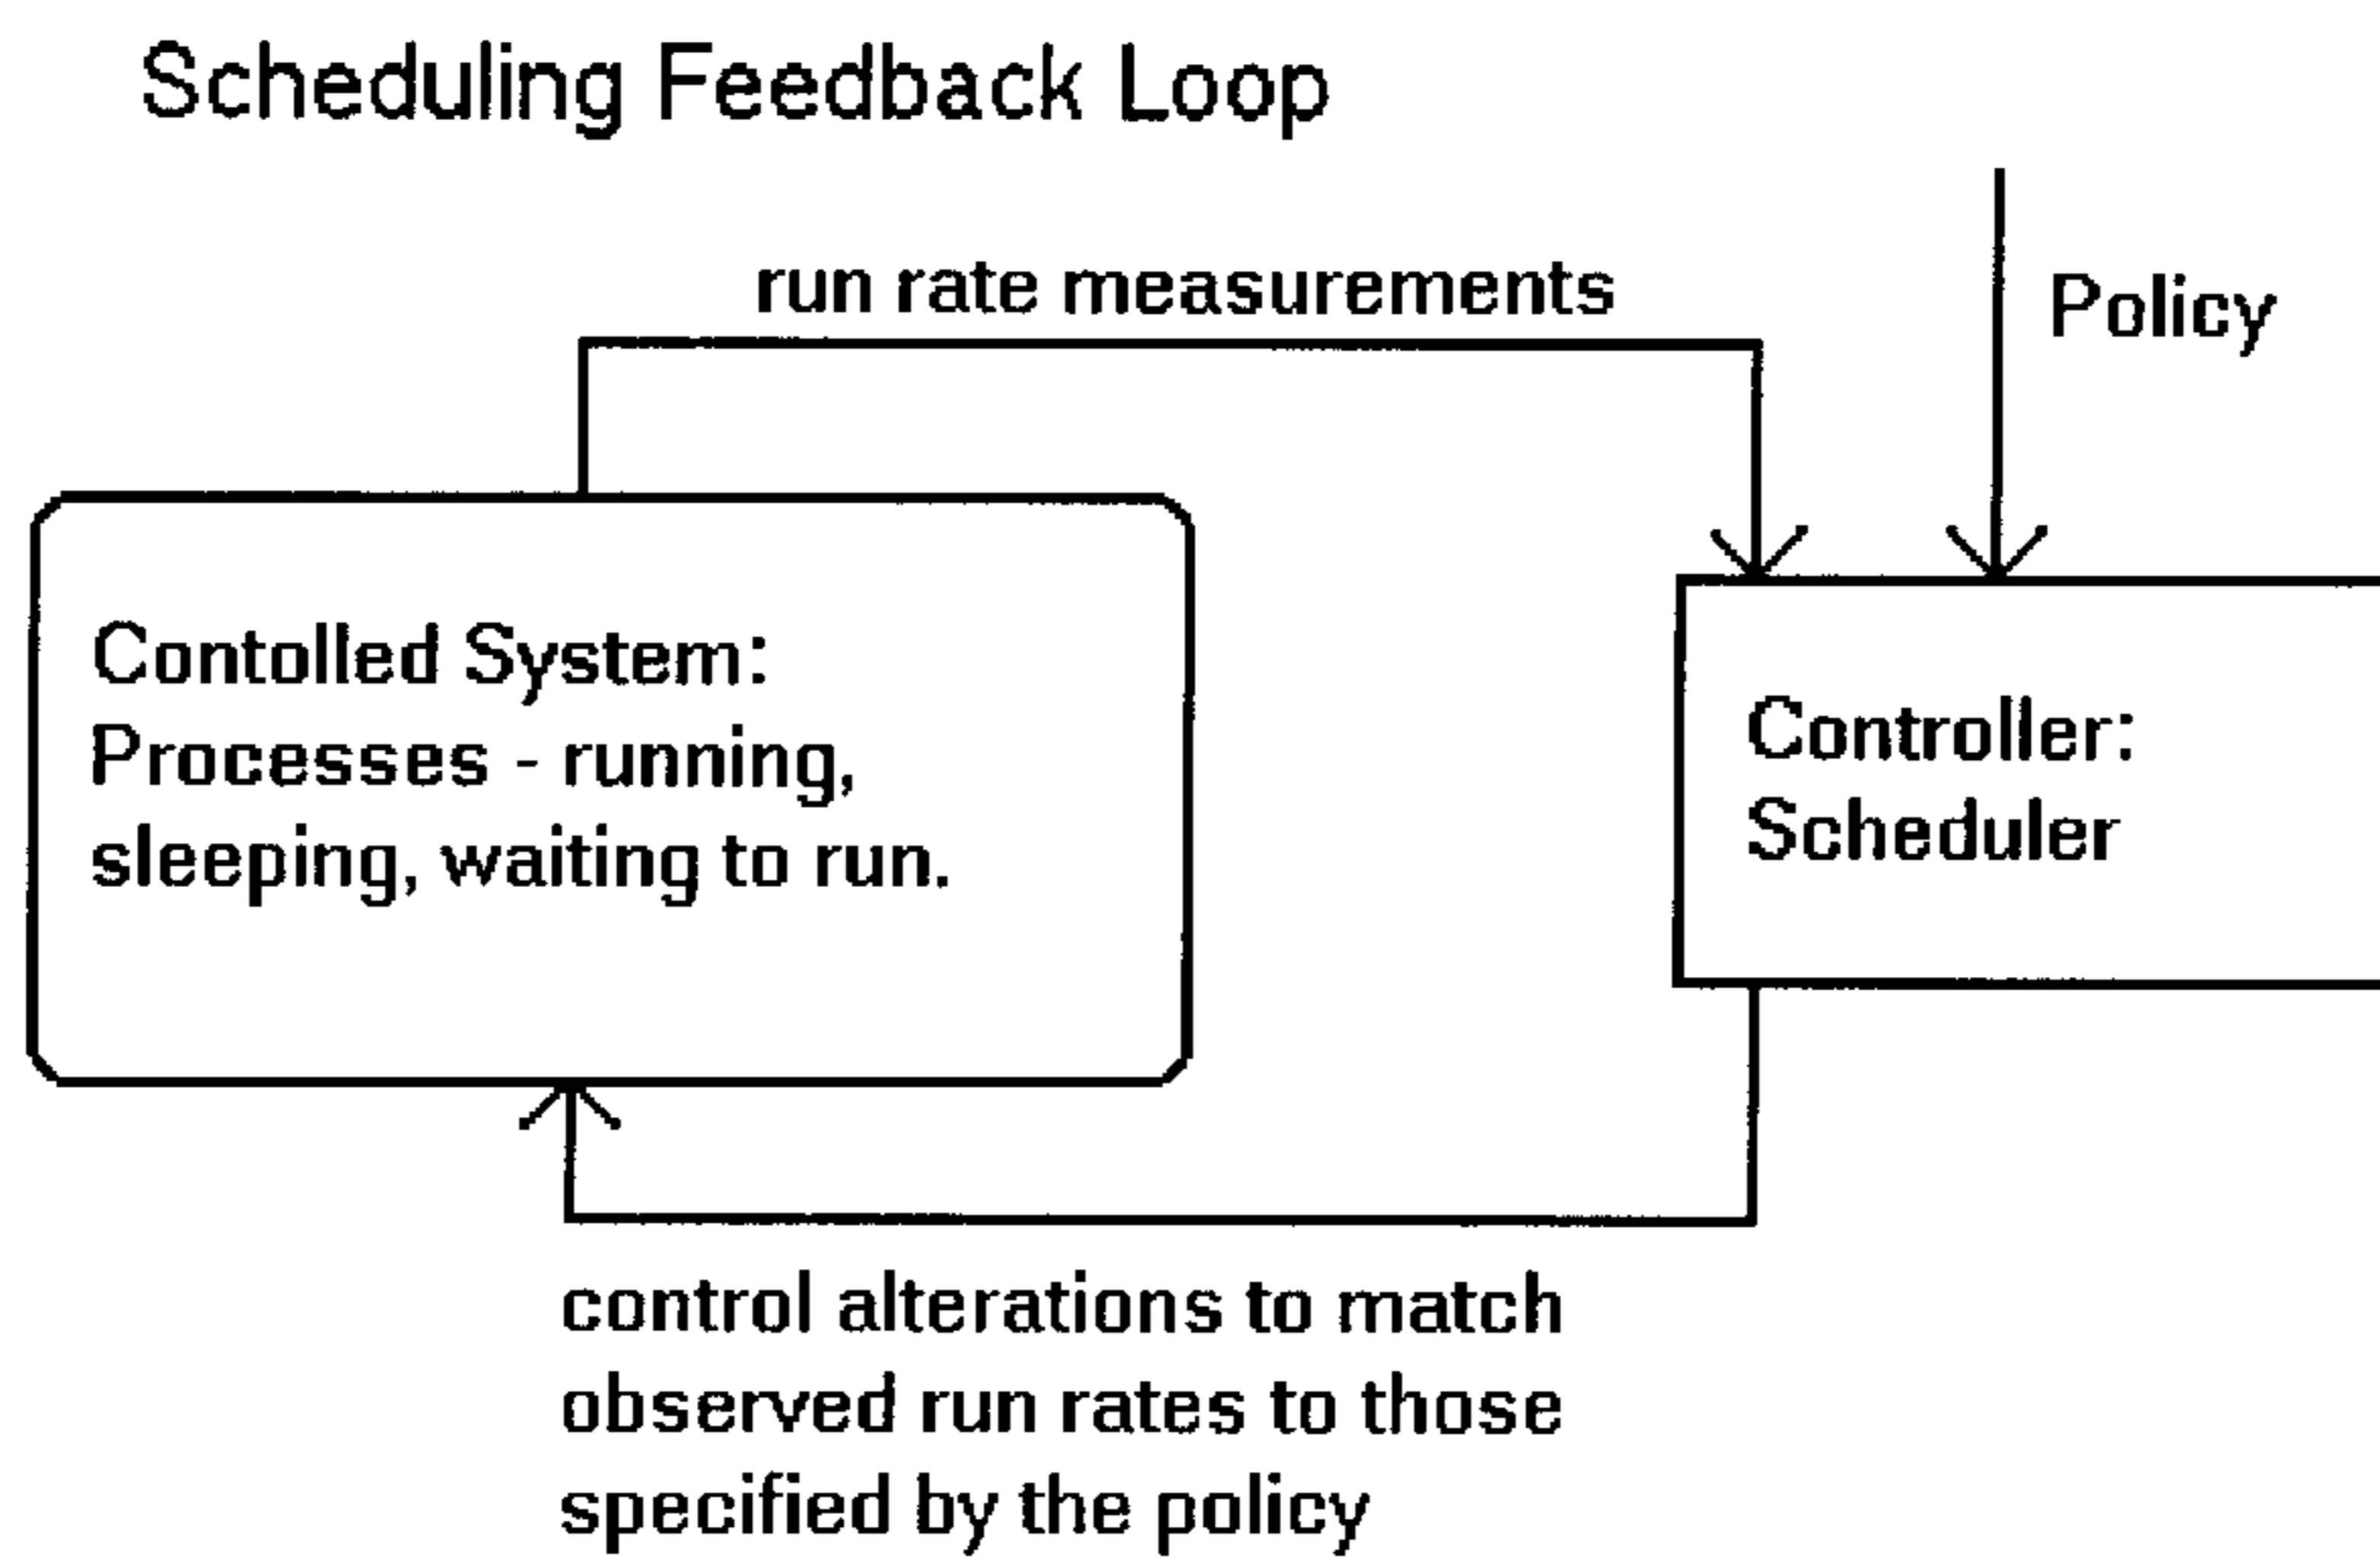 Scheduling Feedback Loop
run rate measurements
Policy
Contolled System:
Processes - running,
sleeping, waiting to run.
Controller:
Scheduler
control alterations to match
observed run rates to those
specified by the policy